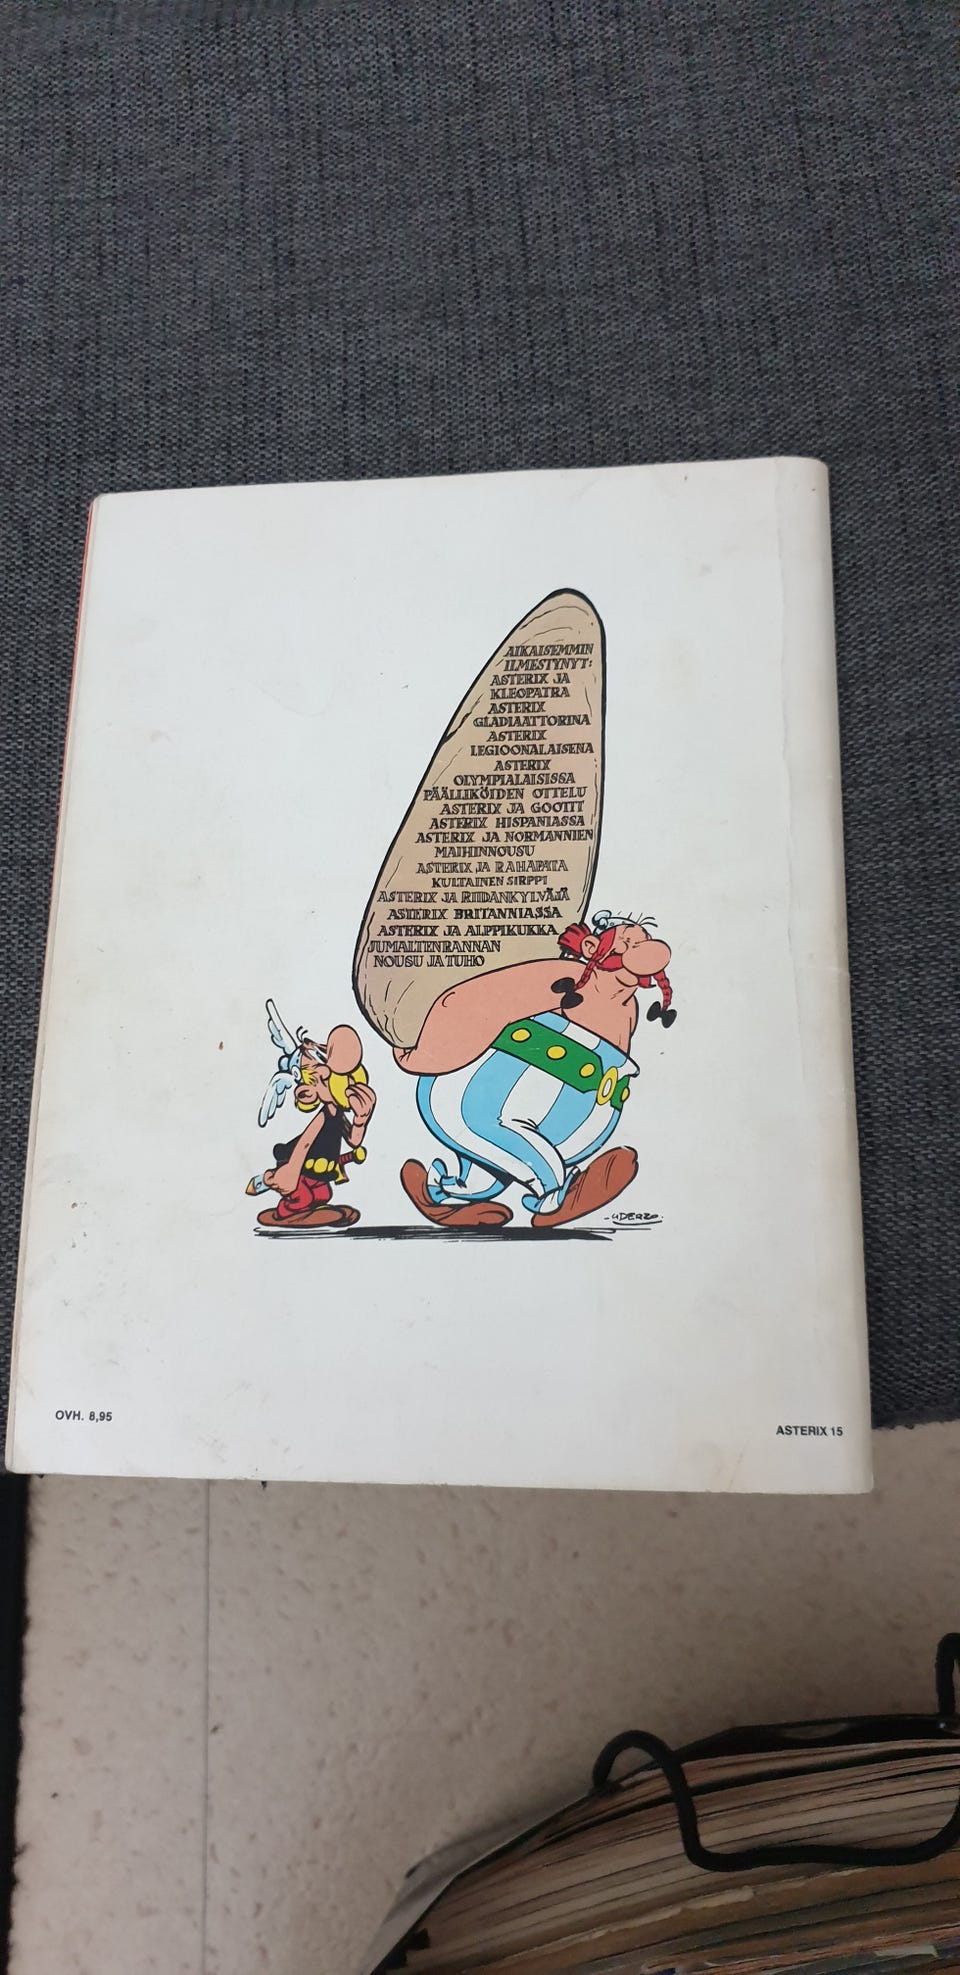 AIKAISEMMIN
ILMESTYNYT:
ASTERIX JA
KLEOPATRA
ASTERIX
GLADIAATTORINA
ASTERIX
LEGIOONALAISENA
ASTERIX
OLYMPIALAISISSA
PÄÄLLIKÖIDEN OTTELU
ASTERIX JA GOOTIT
ASTERIX HISPANIASSA
ASTERIX JA NORMANNIEN
MAIHINNOUSU
ASTERIX JA RAHAPATA
KULTAINEN SIRPPI
ASTERIX JA RIIDANKYLVÄJÄ
ASTERIX BRITANNIASSA
ASTERIX JA ALPPIKUKKA
JUMALTENRANNAN
NOUSU JA TUHO
-UDERZO.
OVH. 8,95
ASTERIX 15